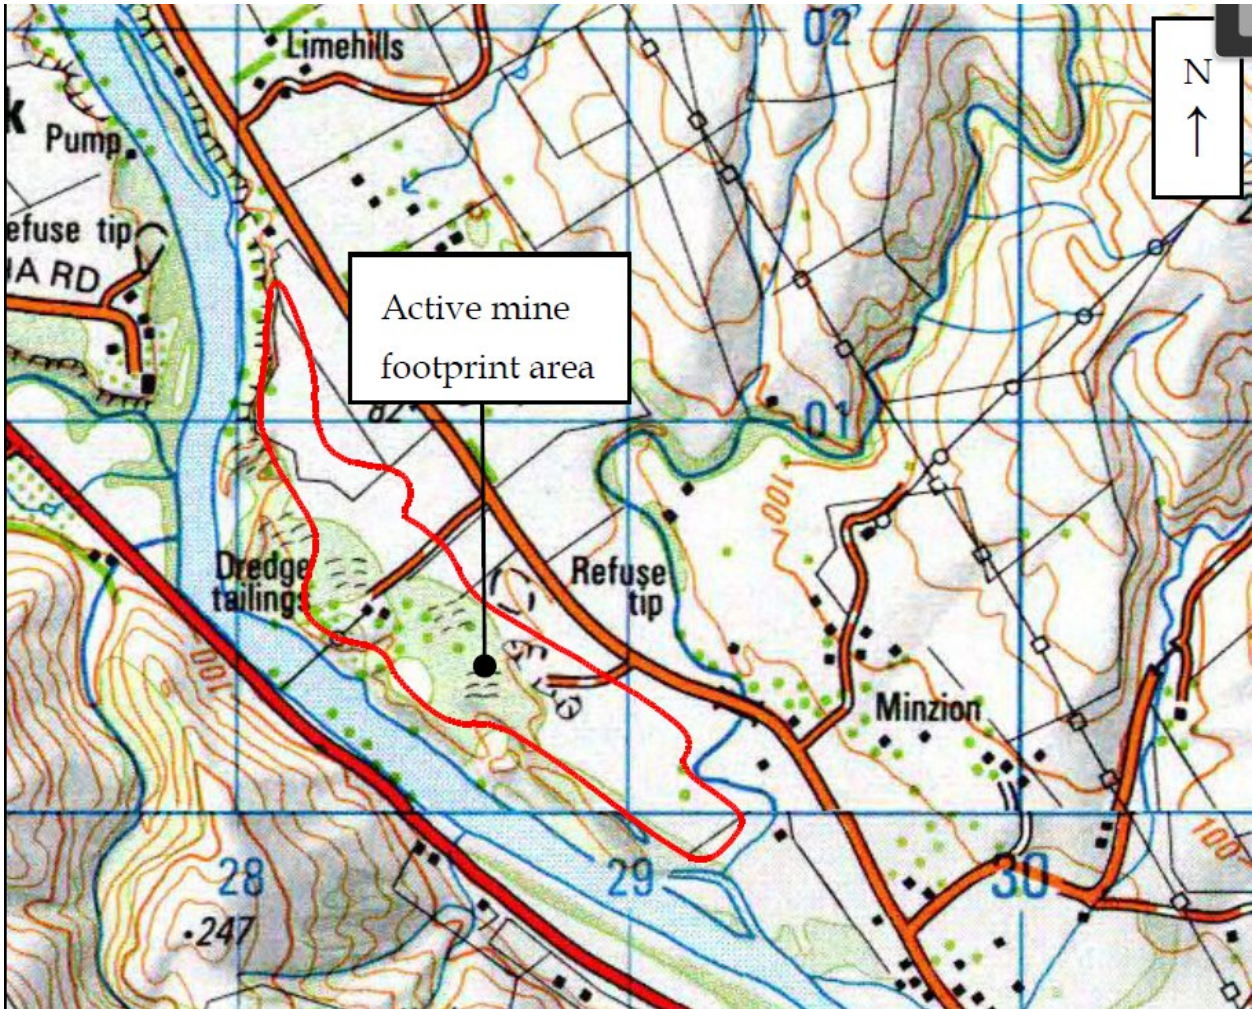 02
N
↑
Limehills
k
Pump
efuse tip
IA RD
Active mine
footprint area
82
01
100
Dredge
tailings
Refuse
tip
100
Minzion
28
29
30
100
247